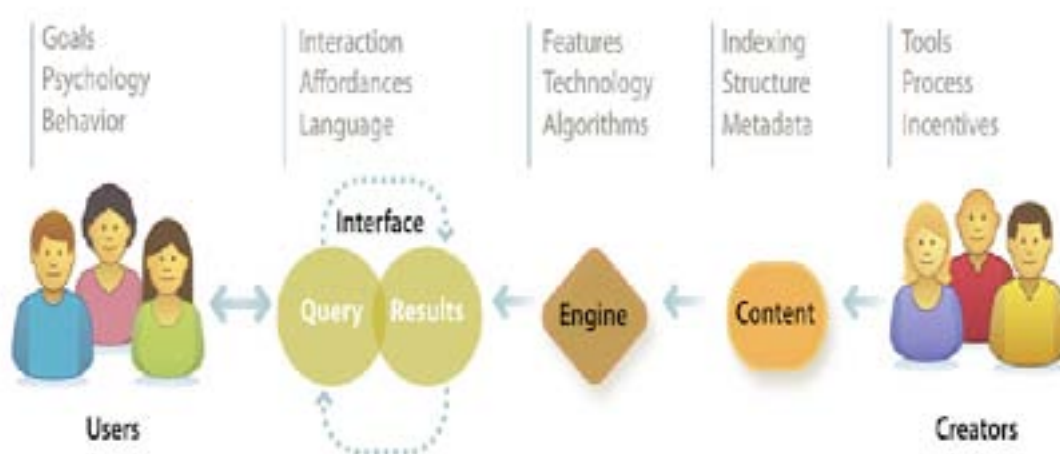 Goals
Psychology
Behavior
Interaction
Affordances
Language
Features
Technology
Algorithms
Indexing
Structure
Metadata
Tools
Process
Incentives
Interface
Query
Results
Engine
Content
Users
Creators